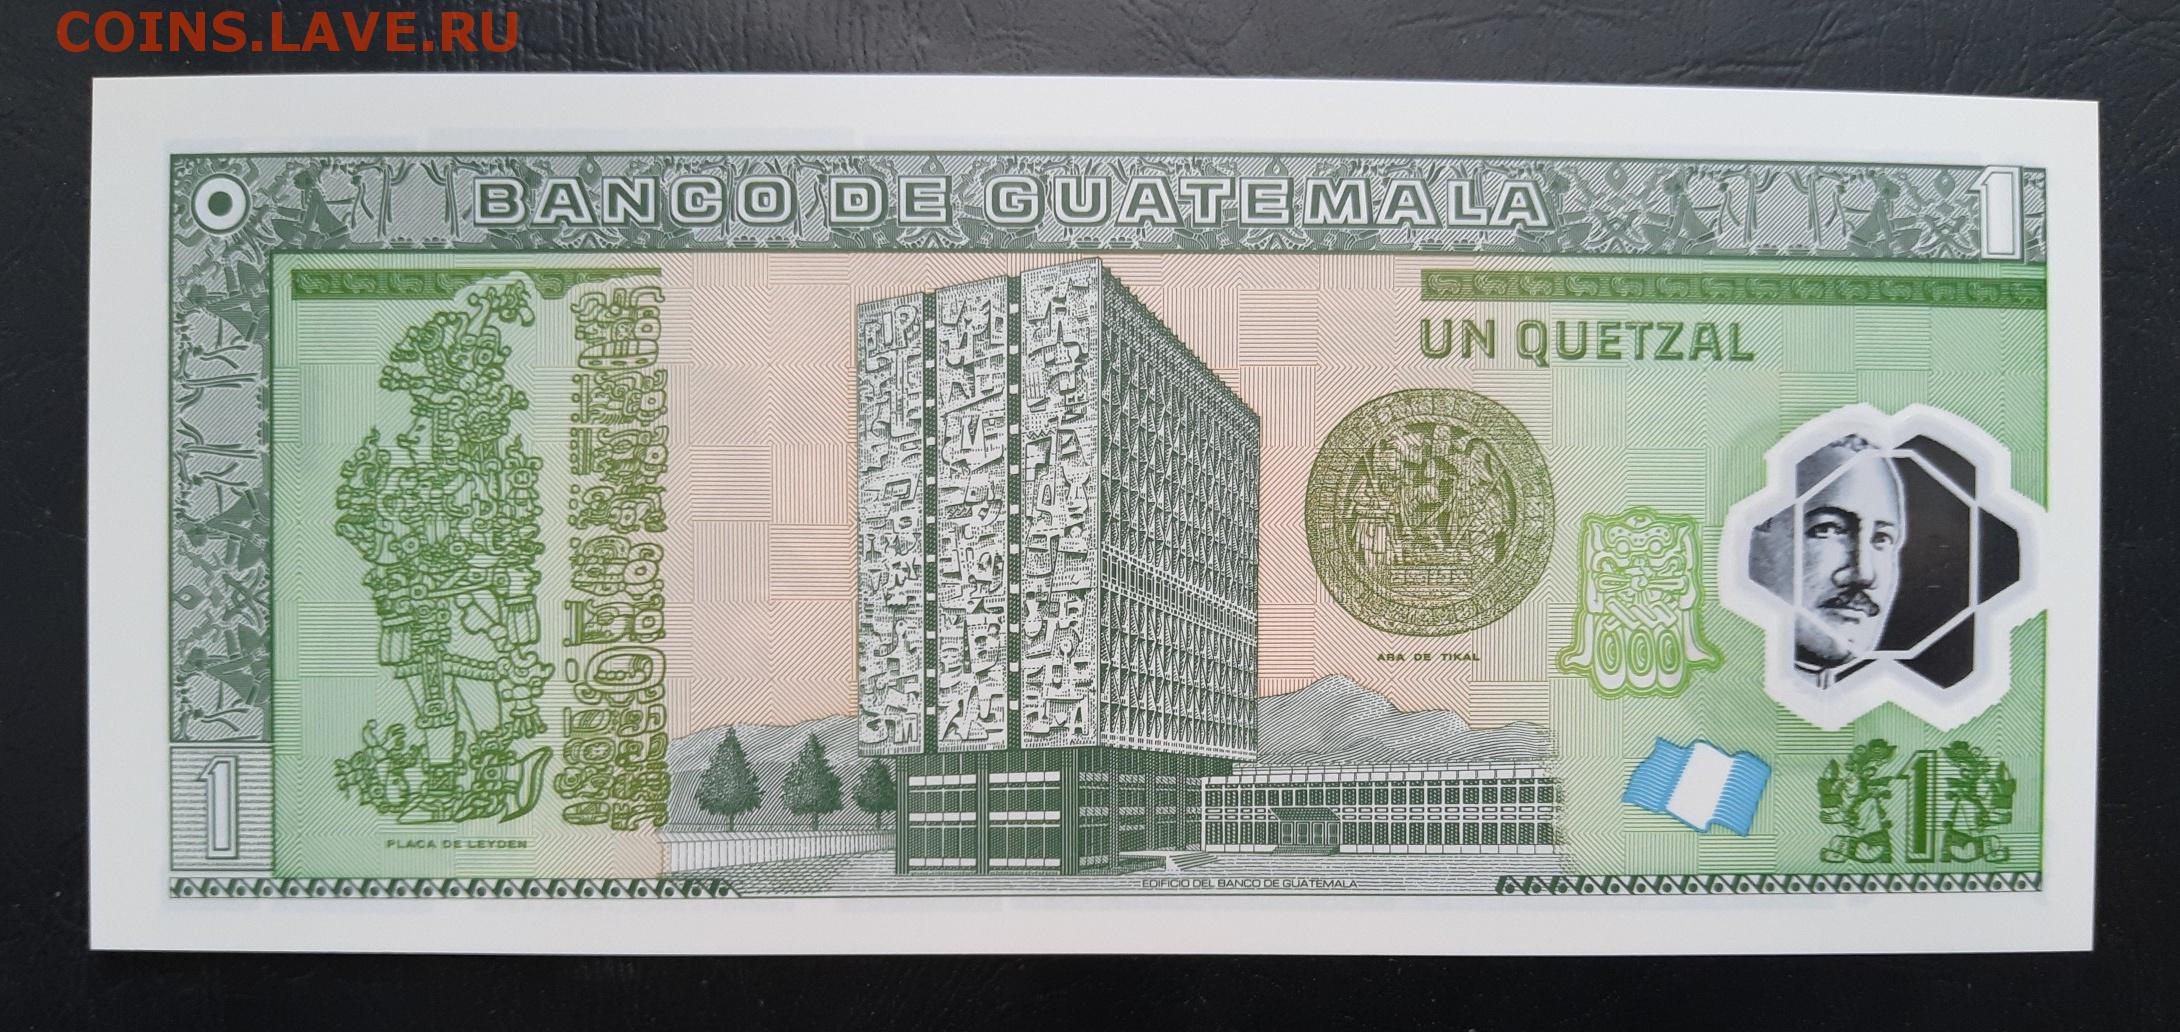 COINS.LAVE.RU
BANCO DE GUATEMALA
1
UN QUETZAL
ARA DE TIKAL
1
1
PLACA DE LEYDEN
EDIFICIO DEL BANCO DE GUATEMALA